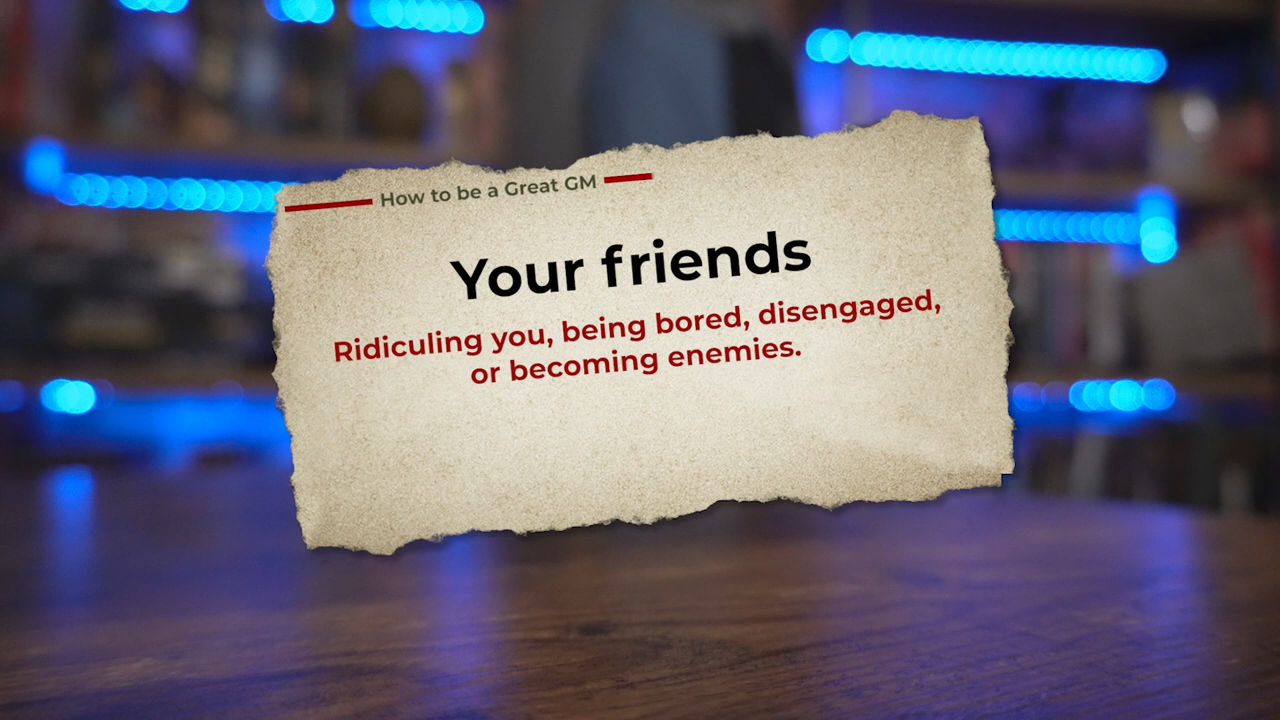 How to be a Great GM
Your friends
Ridiculing you, being bored, disengaged,
or becoming enemies.